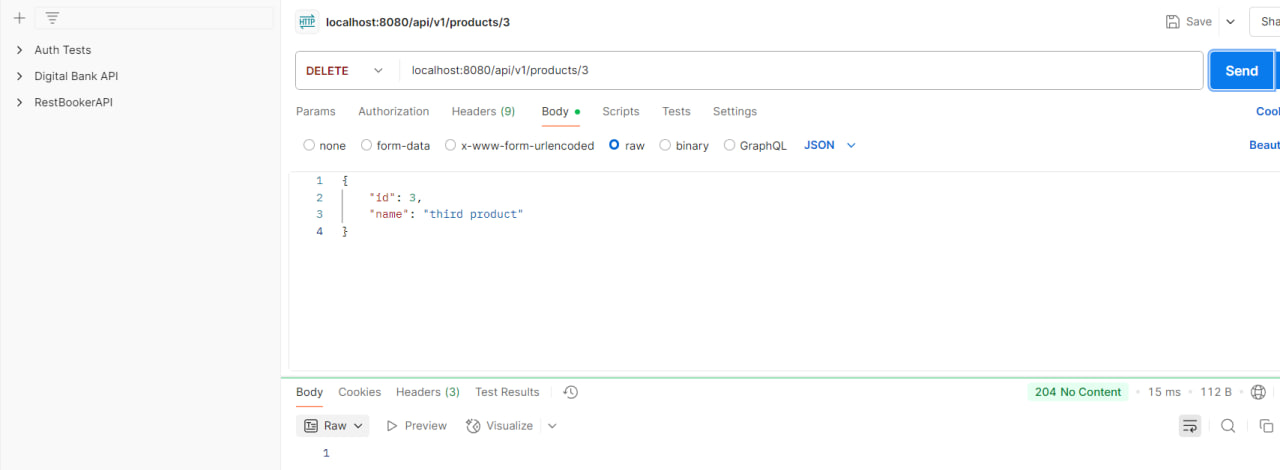 HTTP localhost:8080/api/v1/products/3 Save Sha
Auth Tests
Digital Bank API
RestBookerAPI
DELETE localhost:8080/api/v1/products/3 Send
Params Authorization Headers (9) Body Scripts Tests Settings Cool
none form-data x-www-form-urlencoded raw binary GraphQL JSON Beaut
1 {
2 "id": 3,
3 "name": "third product"
4 }
Body Cookies Headers (3) Test Results 204 No Content 15 ms 112 B
Raw Preview Visualize
1